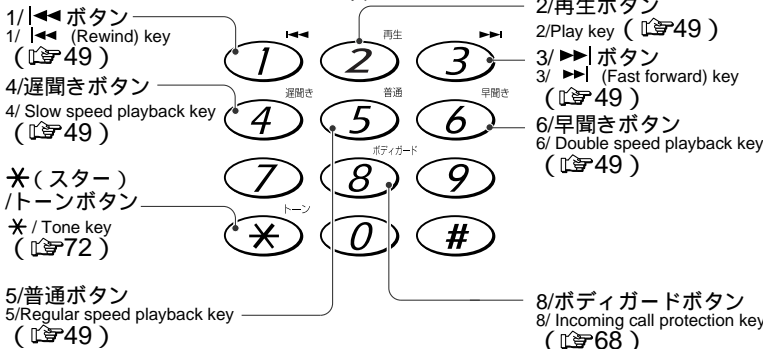 1/⏮ボタン
1/ ⏮ (Rewind) key
(☞49)
4/遅聞きボタン
4/ Slow speed playback key
(☞49)
＊(スター)
/トーンボタン
＊/ Tone key
(☞72)
5/普通ボタン
5/Regular speed playback key
(☞49)
⏮ 再生 ⏭
1 2 3
遅聞き 普通 早聞き
4 5 6
ボディガード
7 8 9
トーン
＊ 0 #
2/再生ボタン
2/Play key (☞49)
3/⏭ボタン
3/ ⏭ (Fast forward) key
(☞49)
6/早聞きボタン
6/ Double speed playback key
(☞49)
8/ボディガードボタン
8/ Incoming call protection key
(☞68)